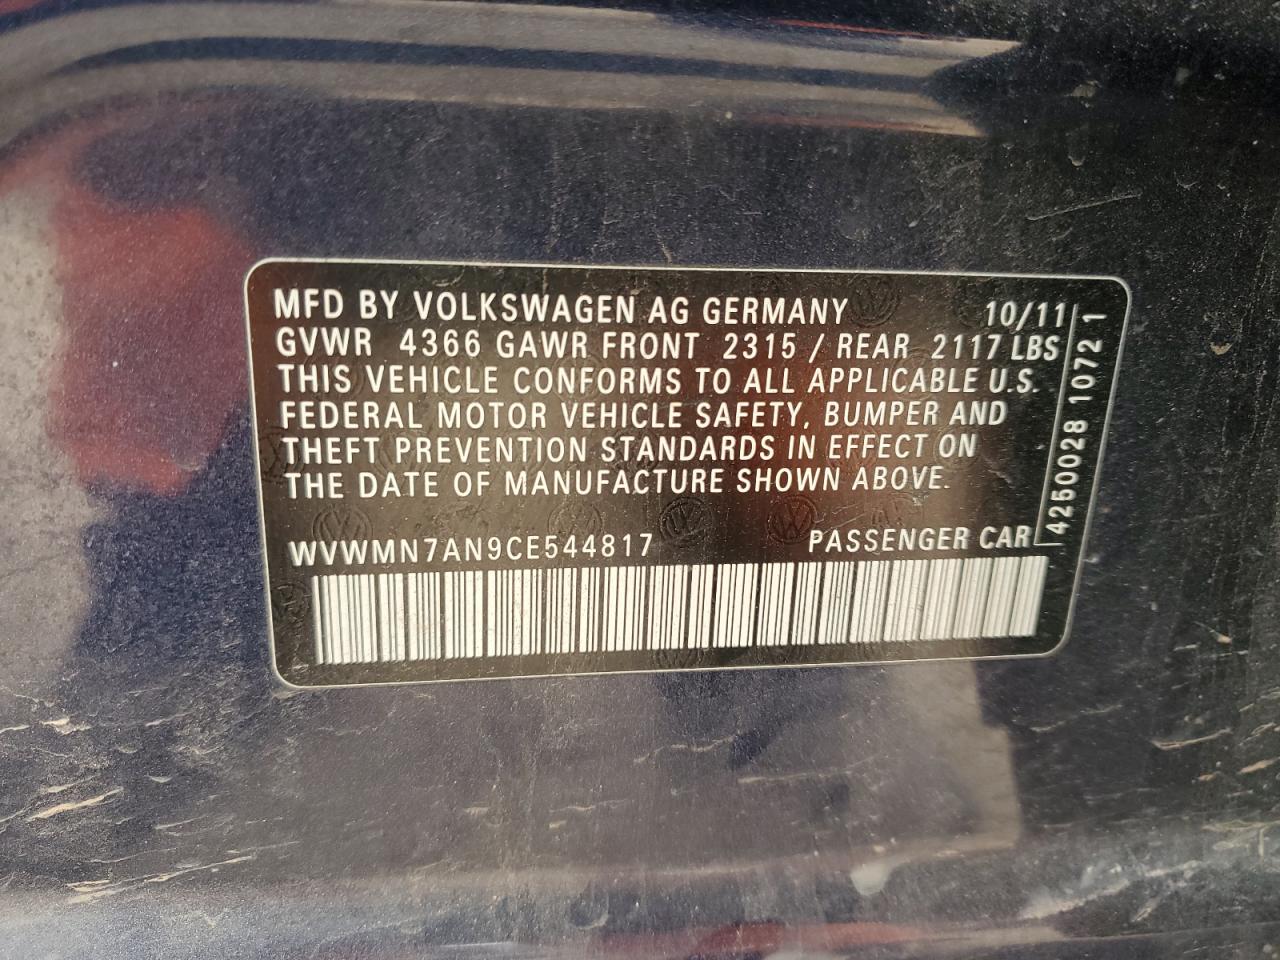 MFD BY VOLKSWAGEN AG GERMANY 10/11
GVWR 4366 GAWR FRONT 2315 / REAR 2117 LBS
THIS VEHICLE CONFORMS TO ALL APPLICABLE U.S.
FEDERAL MOTOR VEHICLE SAFETY, BUMPER AND
THEFT PREVENTION STANDARDS IN EFFECT ON
THE DATE OF MANUFACTURE SHOWN ABOVE.
WVWMN7AN9CE544817 PASSENGER CAR
4250028 1072 1